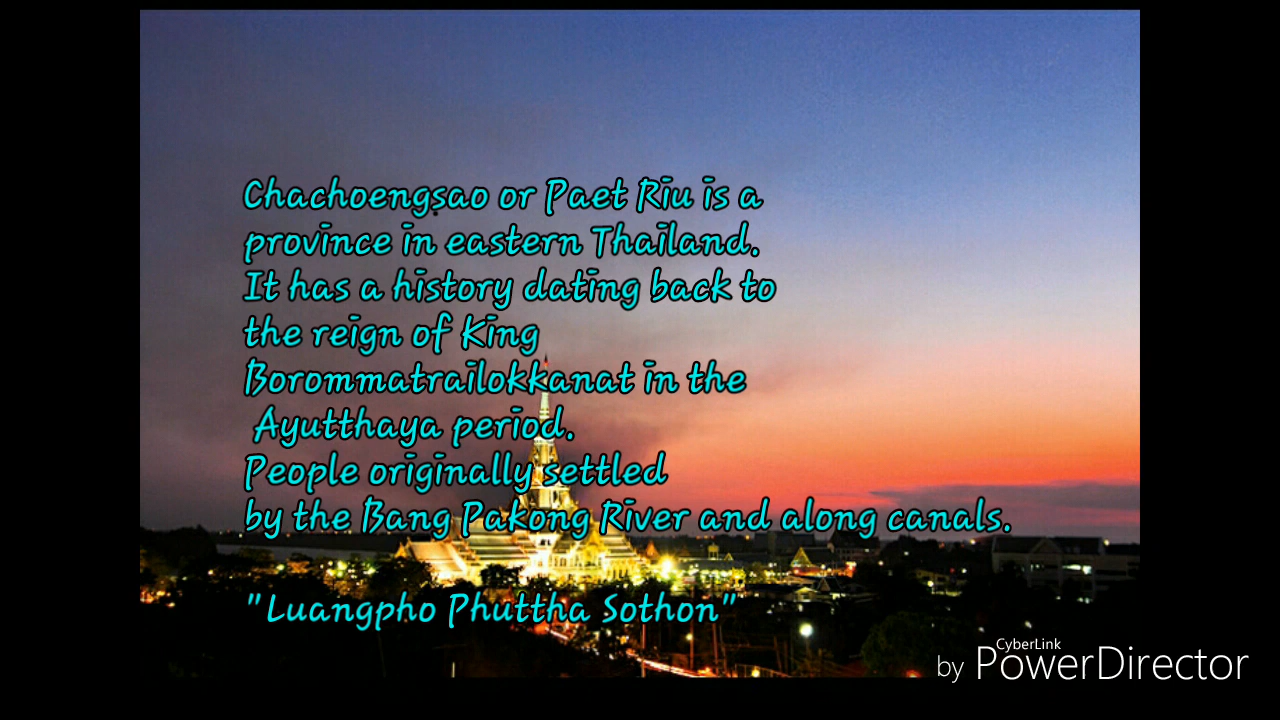 Chachoengsao or Paet Riu is a
province in eastern Thailand.
It has a history dating back to
the reign of King
Borommatrailokkanat in the
Ayutthaya period.
People originally settled
by the Bang Pakong River and along canals.
"Luangpho Phuttha Sothon"
CyberLink
by PowerDirector